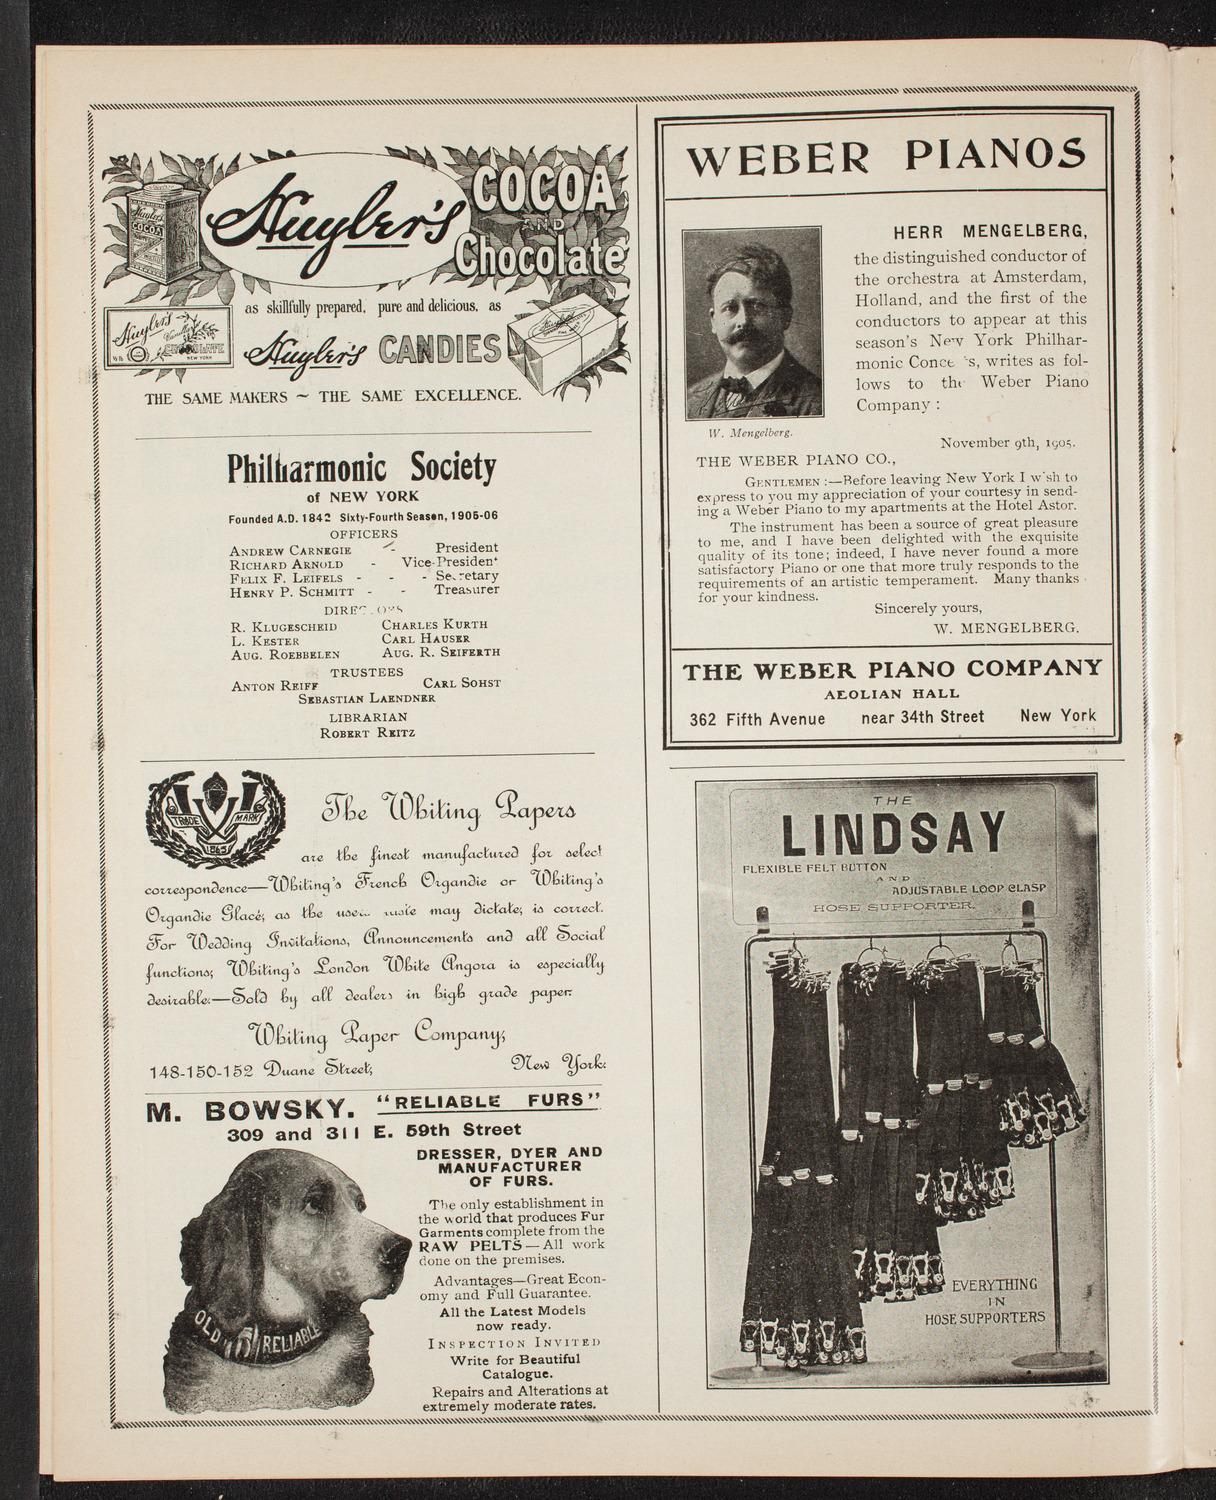 Huyler's
COCOA
AND
Chocolate
Huyler's
COCOA
Huyler's
Vanilla
CHOCOLATE
½ lb
NEW YORK
as skillfully prepared, pure and delicious, as
Huyler's CANDIES
THE SAME MAKERS ~ THE SAME EXCELLENCE.
Philharmonic Society
of NEW YORK
Founded A.D. 1842 Sixty-Fourth Season, 1905-06
OFFICERS
ANDREW CARNEGIE - President
RICHARD ARNOLD - Vice-President
FELIX F. LEIFELS - - - Secretary
HENRY P. SCHMITT - - Treasurer
DIRECTORS
R. KLUGESCHEID CHARLES KURTH
L. KESTER CARL HAUSER
AUG. ROEBBELEN AUG. R. SEIFERTH
TRUSTEES
ANTON REIFF CARL SOHST
SEBASTIAN LAENDNER
LIBRARIAN
ROBERT REITZ
TRADE MARK
1865
The Whiting Papers
are the finest manufactured for select
correspondence—Whiting's French Organdie or Whiting's
Organdie Glacé; as the users taste may dictate; is correct.
For Wedding Invitations, Announcements and all Social
functions; Whiting's London White Angora is especially
desirable:—Sold by all dealers in high grade paper.
Whiting Paper Company;
148-150-152 Duane Street; New York:
M. BOWSKY. "RELIABLE FURS"
309 and 311 E. 59th Street
DRESSER, DYER AND
MANUFACTURER
OF FURS.
The only establishment in
the world that produces Fur
Garments complete from the
RAW PELTS—All work
done on the premises.
Advantages—Great Econ-
omy and Full Guarantee.
All the Latest Models
now ready.
INSPECTION INVITED
Write for Beautiful
Catalogue.
Repairs and Alterations at
extremely moderate rates.
OLD RELIABLE
WEBER PIANOS
HERR MENGELBERG,
the distinguished conductor of
the orchestra at Amsterdam,
Holland, and the first of the
conductors to appear at this
season's New York Philhar-
monic Concerts, writes as fol-
lows to the Weber Piano
Company :
W. Mengelberg.
November 9th, 1905.
THE WEBER PIANO CO.,
GENTLEMEN :—Before leaving New York I wish to
express to you my appreciation of your courtesy in send-
ing a Weber Piano to my apartments at the Hotel Astor.
The instrument has been a source of great pleasure
to me, and I have been delighted with the exquisite
quality of its tone; indeed, I have never found a more
satisfactory Piano or one that more truly responds to the
requirements of an artistic temperament. Many thanks
for your kindness.
Sincerely yours,
W. MENGELBERG.
THE WEBER PIANO COMPANY
AEOLIAN HALL
362 Fifth Avenue near 34th Street New York
THE
LINDSAY
FLEXIBLE FELT BUTTON
AND
ADJUSTABLE LOOP CLASP
HOSE SUPPORTER.
EVERYTHING
IN
HOSE SUPPORTERS